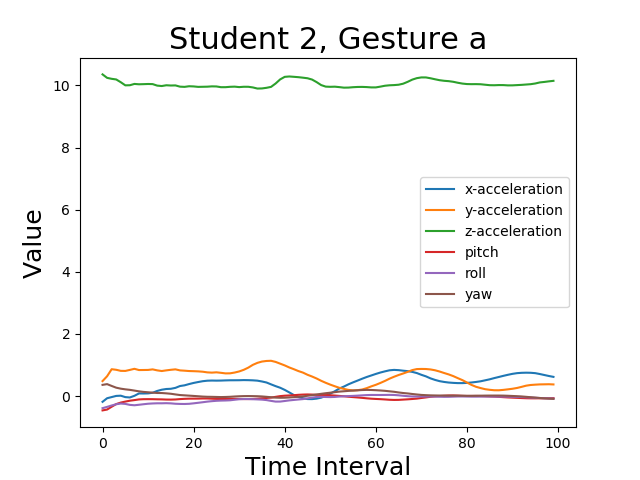 Student 2, Gesture a
Value
10
8
6
4
2
0
x-acceleration
y-acceleration
z-acceleration
pitch
roll
yaw
0 20 40 60 80 100
Time Interval